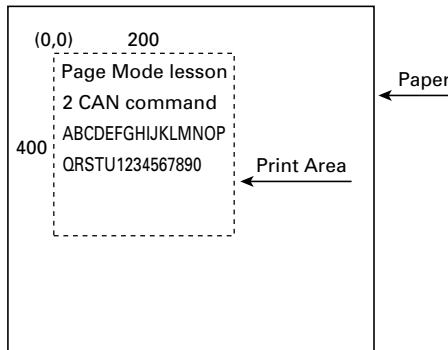 (0,0) 200
Page Mode lesson
2 CAN command
ABCDEFGHIJKLMNOP
QRSTU1234567890
400
Print Area
Paper